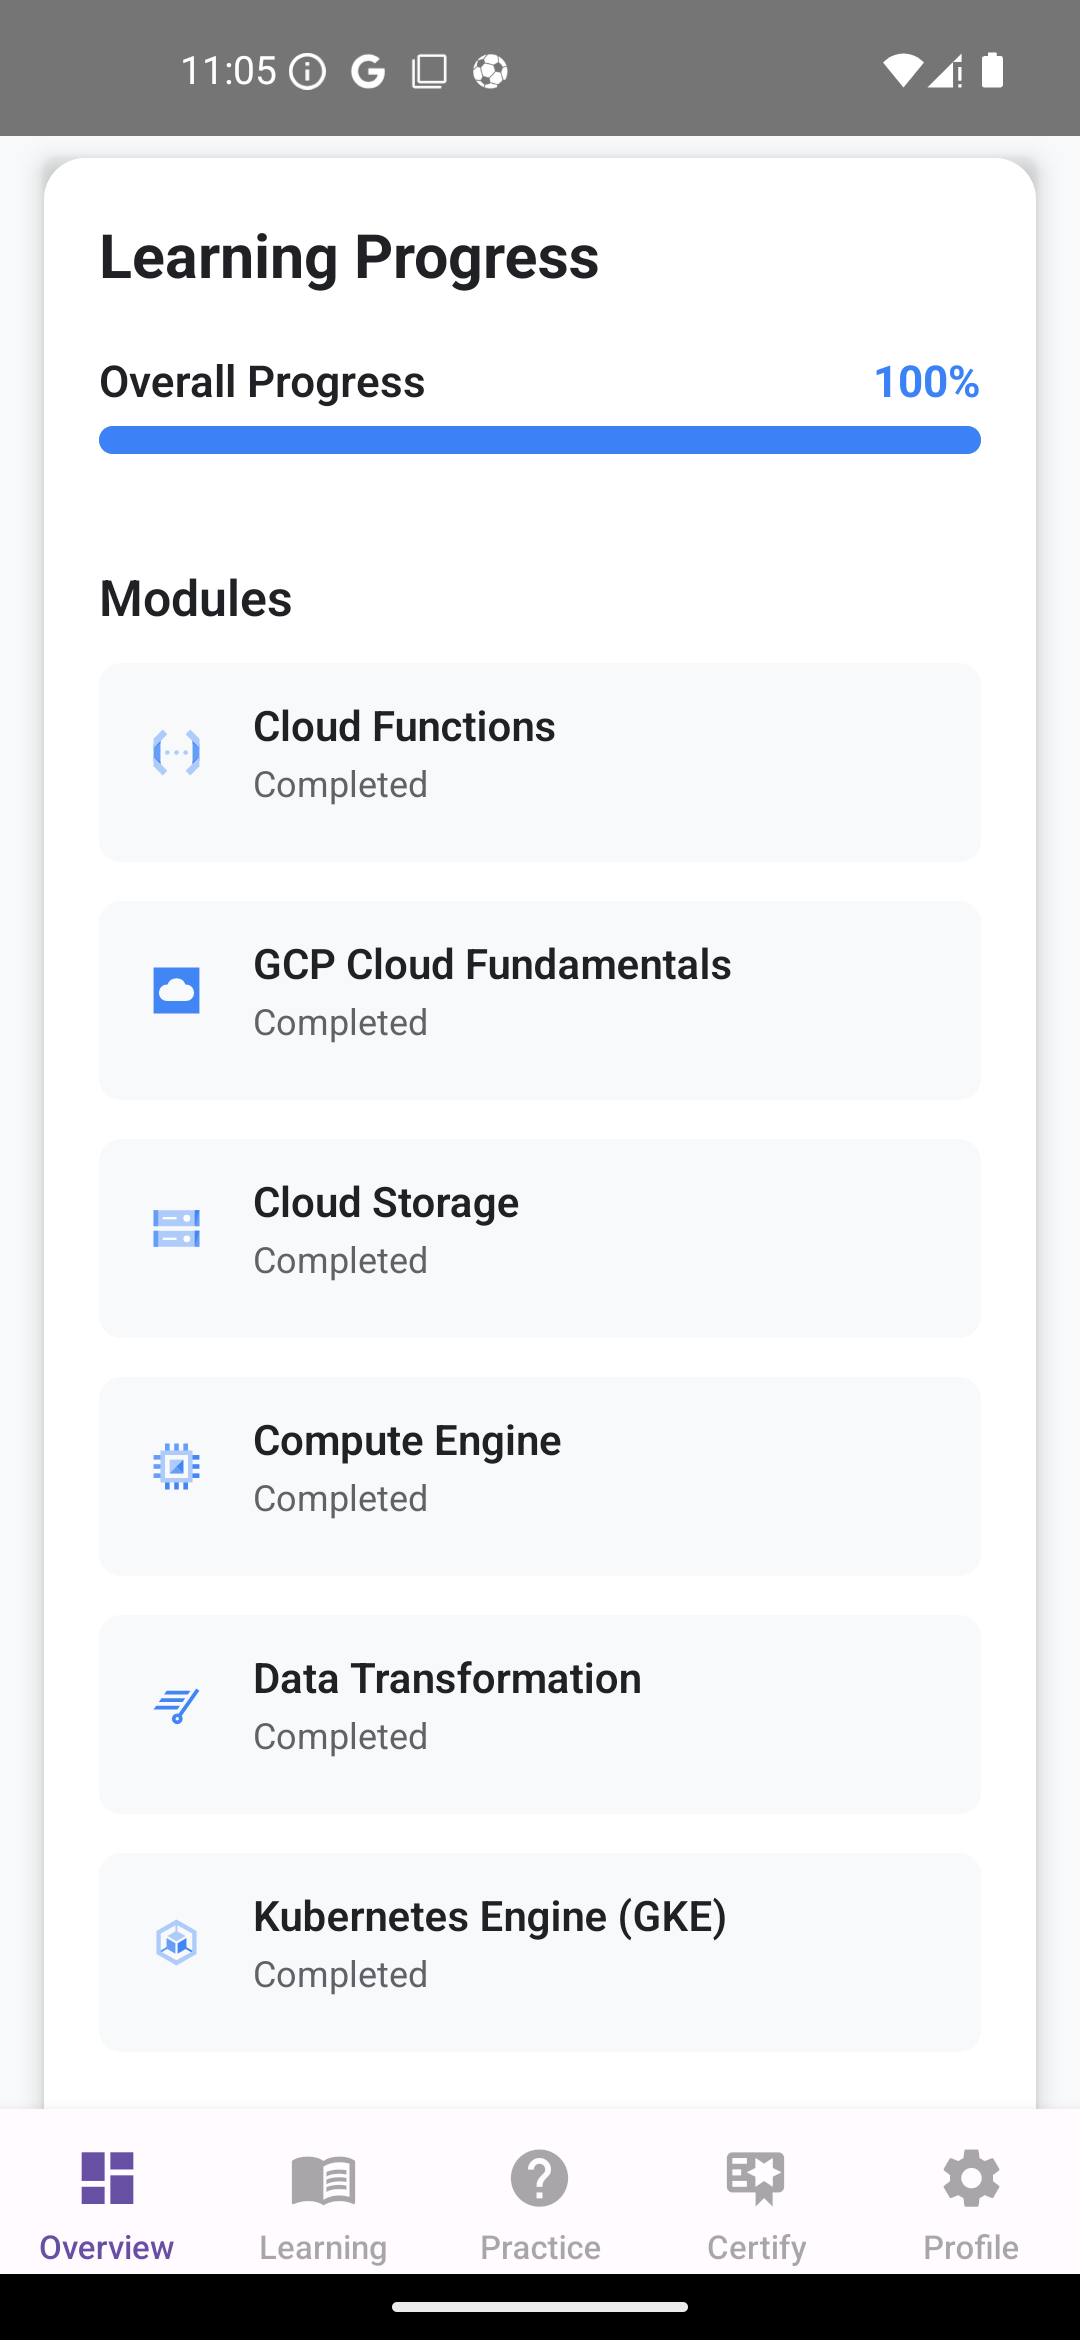 11:05
Learning Progress
Overall Progress 100%
Modules
Cloud Functions
Completed
GCP Cloud Fundamentals
Completed
Cloud Storage
Completed
Compute Engine
Completed
Data Transformation
Completed
Kubernetes Engine (GKE)
Completed
Overview Learning Practice Certify Profile